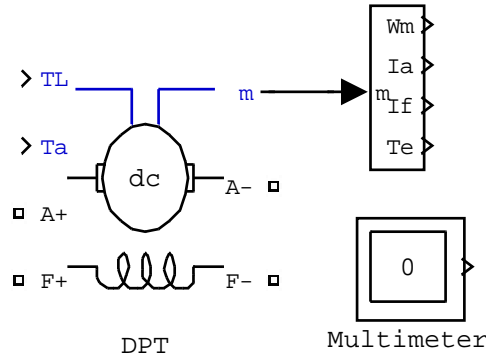 Wm
TL
Ia
m
m
If
Ta
Te
dc
A-
A+
F+
F-
0
DPT
Multimeter